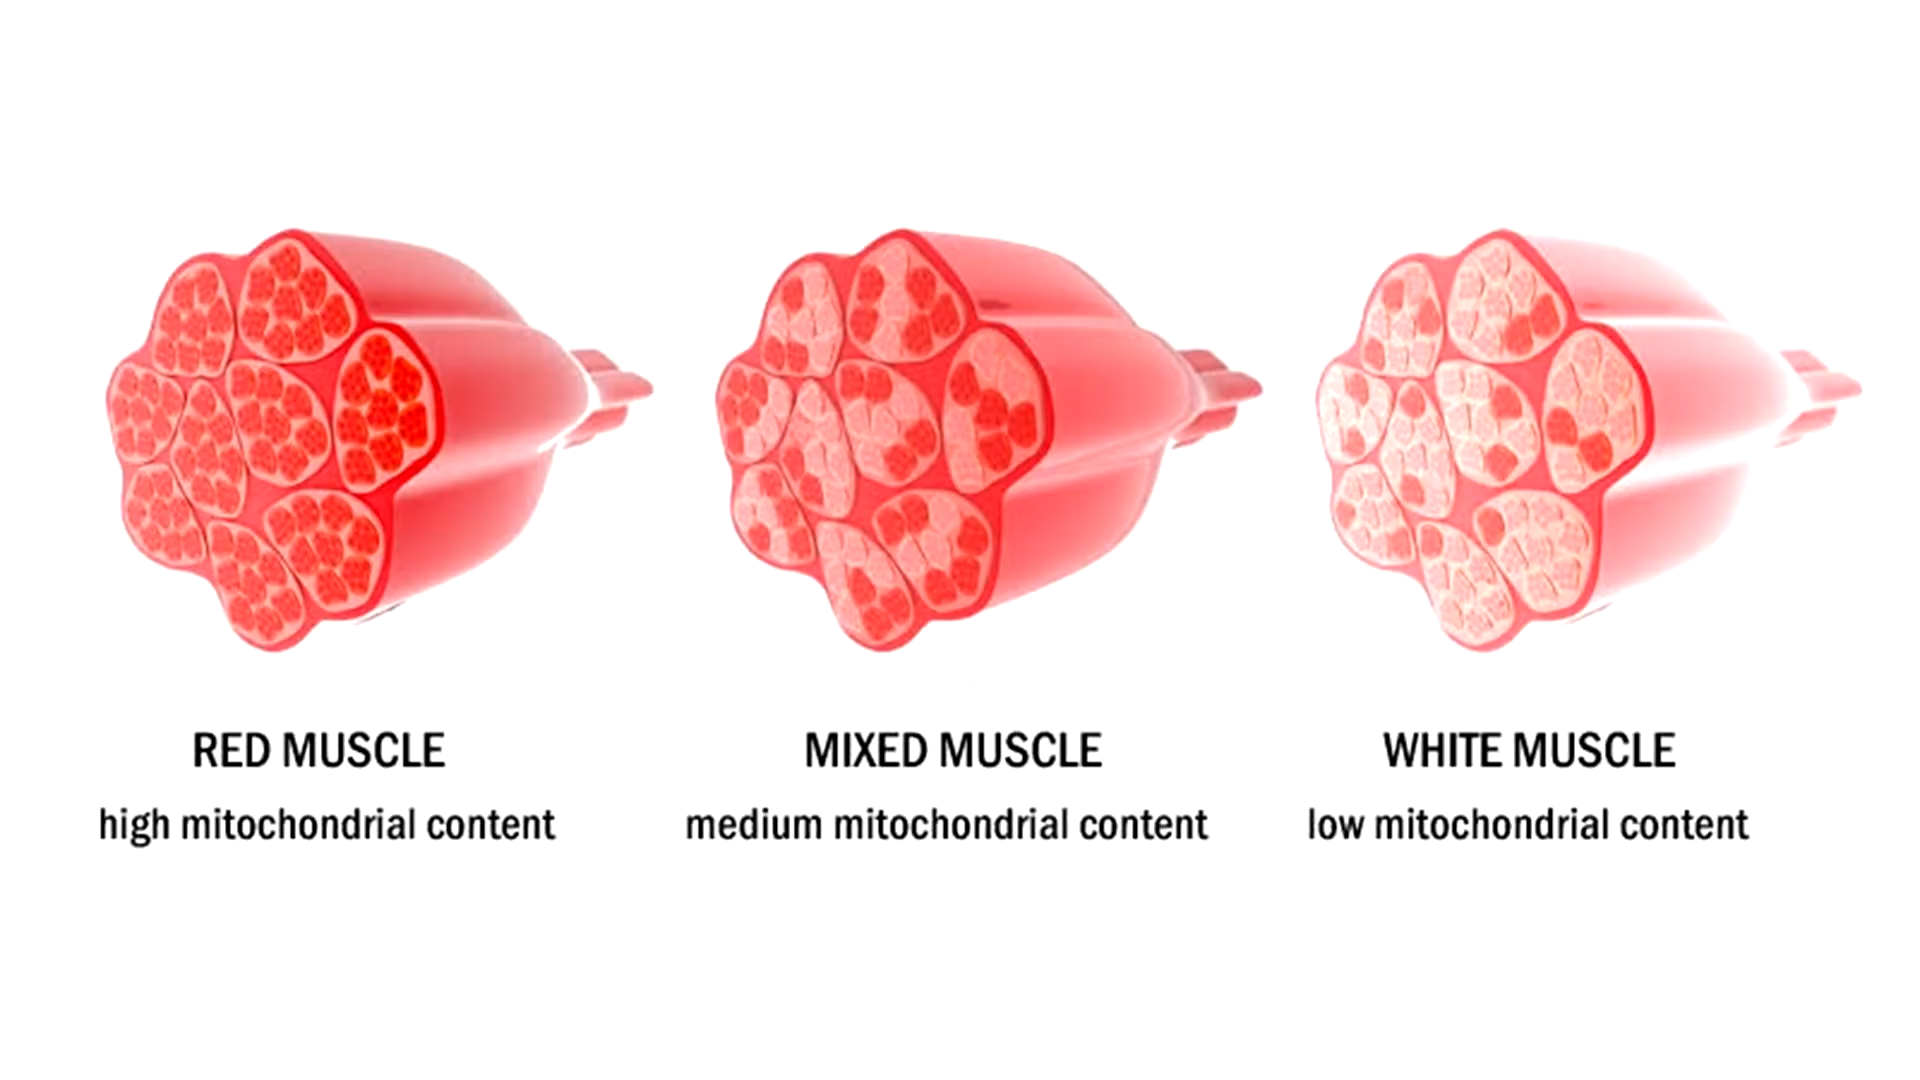 RED MUSCLE
high mitochondrial content
MIXED MUSCLE
medium mitochondrial content
WHITE MUSCLE
low mitochondrial content